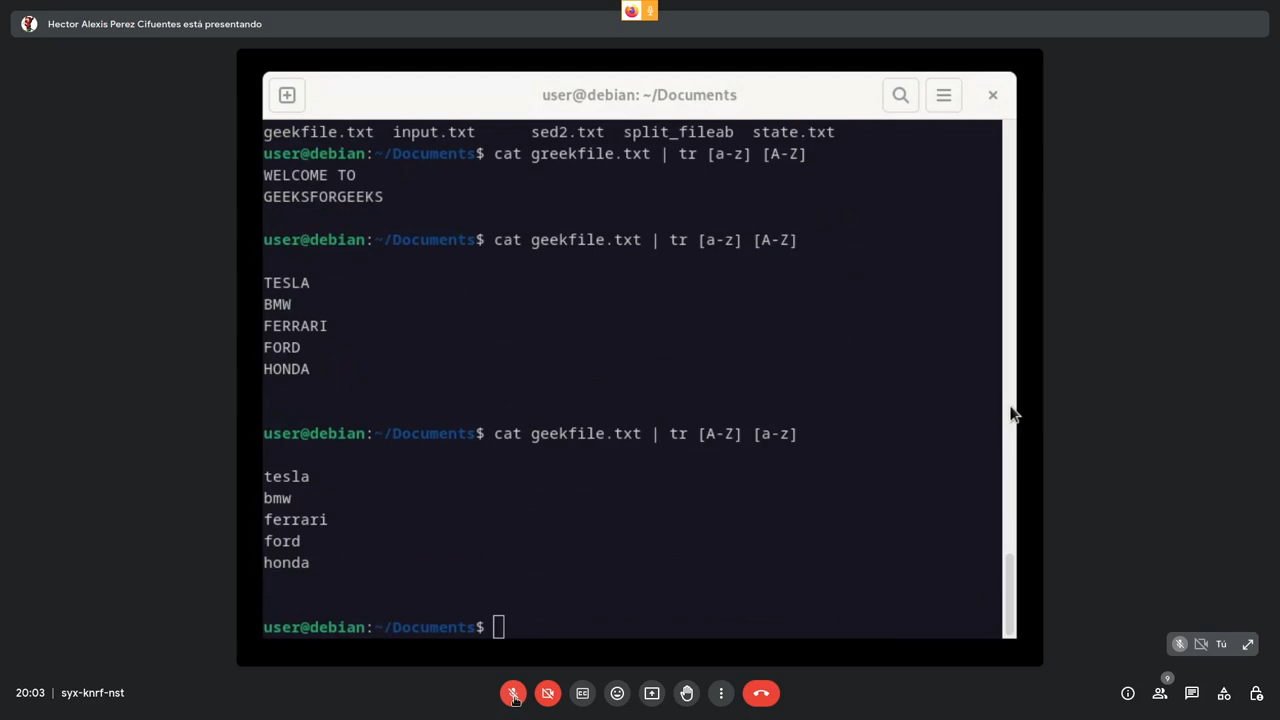 Hector Alexis Perez Cifuentes está presentando
user@debian: ~/Documents
geekfile.txt  input.txt      sed2.txt  split_fileab  state.txt
user@debian:~/Documents$ cat greekfile.txt | tr [a-z] [A-Z]
WELCOME TO
GEEKSFORGEEKS
user@debian:~/Documents$ cat geekfile.txt | tr [a-z] [A-Z]
TESLA
BMW
FERRARI
FORD
HONDA
user@debian:~/Documents$ cat geekfile.txt | tr [A-Z] [a-z]
tesla
bmw
ferrari
ford
honda
user@debian:~/Documents$
Tú
20:03 | syx-knrf-nst
9